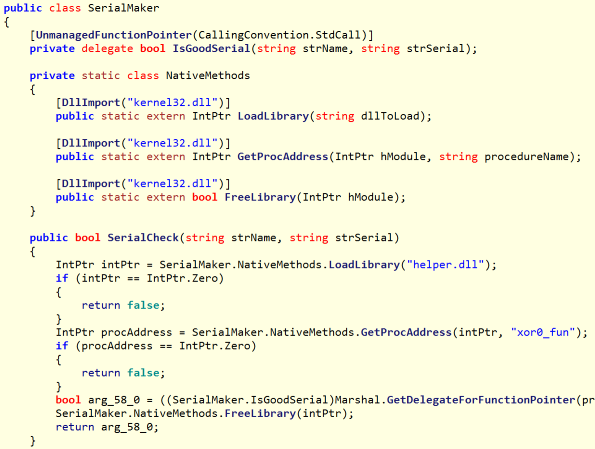 public class SerialMaker
{
[UnmanagedFunctionPointer(CallingConvention.StdCall)]
private delegate bool IsGoodSerial(string strName, string strSerial);
private static class NativeMethods
{
[DllImport("kernel32.dll")]
public static extern IntPtr LoadLibrary(string dllToLoad);
[DllImport("kernel32.dll")]
public static extern IntPtr GetProcAddress(IntPtr hModule, string procedureName);
[DllImport("kernel32.dll")]
public static extern bool FreeLibrary(IntPtr hModule);
}
public bool SerialCheck(string strName, string strSerial)
{
IntPtr intPtr = SerialMaker.NativeMethods.LoadLibrary("helper.dll");
if (intPtr == IntPtr.Zero)
{
return false;
}
IntPtr procAddress = SerialMaker.NativeMethods.GetProcAddress(intPtr, "xor0_fun");
if (procAddress == IntPtr.Zero)
{
return false;
}
bool arg_58_0 = ((SerialMaker.IsGoodSerial)Marshal.GetDelegateForFunctionPointer(pr
SerialMaker.NativeMethods.FreeLibrary(intPtr);
return arg_58_0;
}